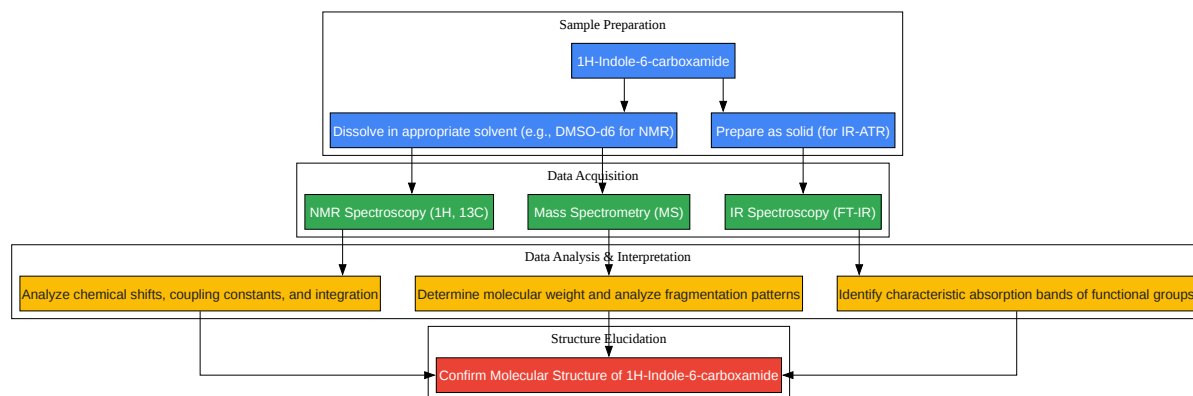 Sample Preparation
1H-Indole-6-carboxamide
Dissolve in appropriate solvent (e.g., DMSO-d6 for NMR)
Prepare as solid (for IR-ATR)
Data Acquisition
NMR Spectroscopy (1H, 13C)
Mass Spectrometry (MS)
IR Spectroscopy (FT-IR)
Data Analysis & Interpretation
Analyze chemical shifts, coupling constants, and integration
Determine molecular weight and analyze fragmentation patterns
Identify characteristic absorption bands of functional groups
Structure Elucidation
Confirm Molecular Structure of 1H-Indole-6-carboxamide